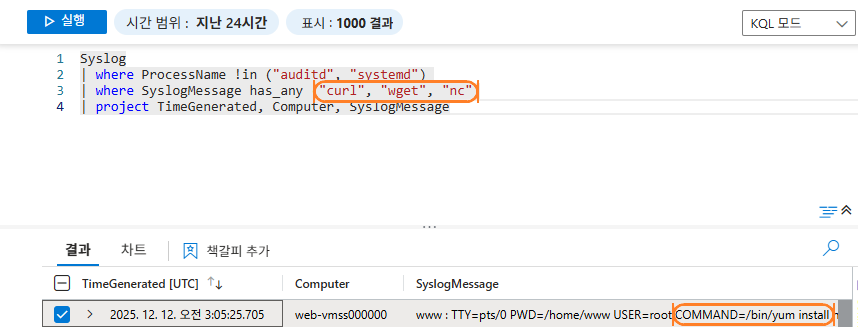 ▷ 실행 시간 범위 : 지난 24시간 표시 : 1000 결과 KQL 모드
1 Syslog
2 | where ProcessName !in ("auditd", "systemd")
3 | where SyslogMessage has_any ("curl", "wget", "nc")
4 | project TimeGenerated, Computer, SyslogMessage
...
결과 차트 책갈피 추가
TimeGenerated [UTC] ↑↓ Computer SyslogMessage
2025. 12. 12. 오전 3:05:25.705 web-vmss000000 www : TTY=pts/0 PWD=/home/www USER=root COMMAND=/bin/yum install